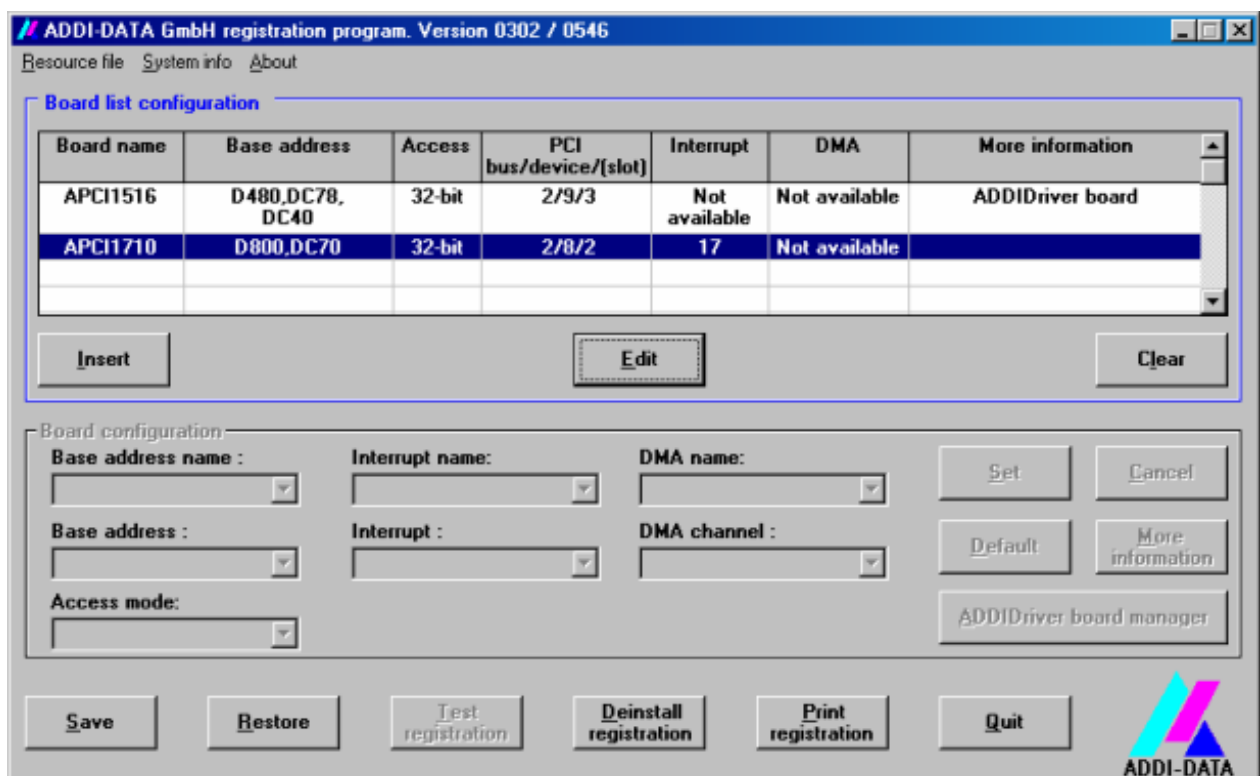 ADDI-DATA GmbH registration program. Version 0302 / 0546
Resource file System info About
Board list configuration
Board name Base address Access PCI bus/device/(slot) Interrupt DMA More information
APCI1516 D480,DC78, DC40 32-bit 2/9/3 Not available Not available ADDIDriver board
APCI1710 D800,DC70 32-bit 2/8/2 17 Not available
Insert Edit Clear
Board configuration
Base address name : Interrupt name: DMA name:
Set Cancel
Base address : Interrupt : DMA channel :
Default More information
Access mode:
ADDIDriver board manager
Save Restore Test registration Deinstall registration Print registration Quit
ADDI-DATA